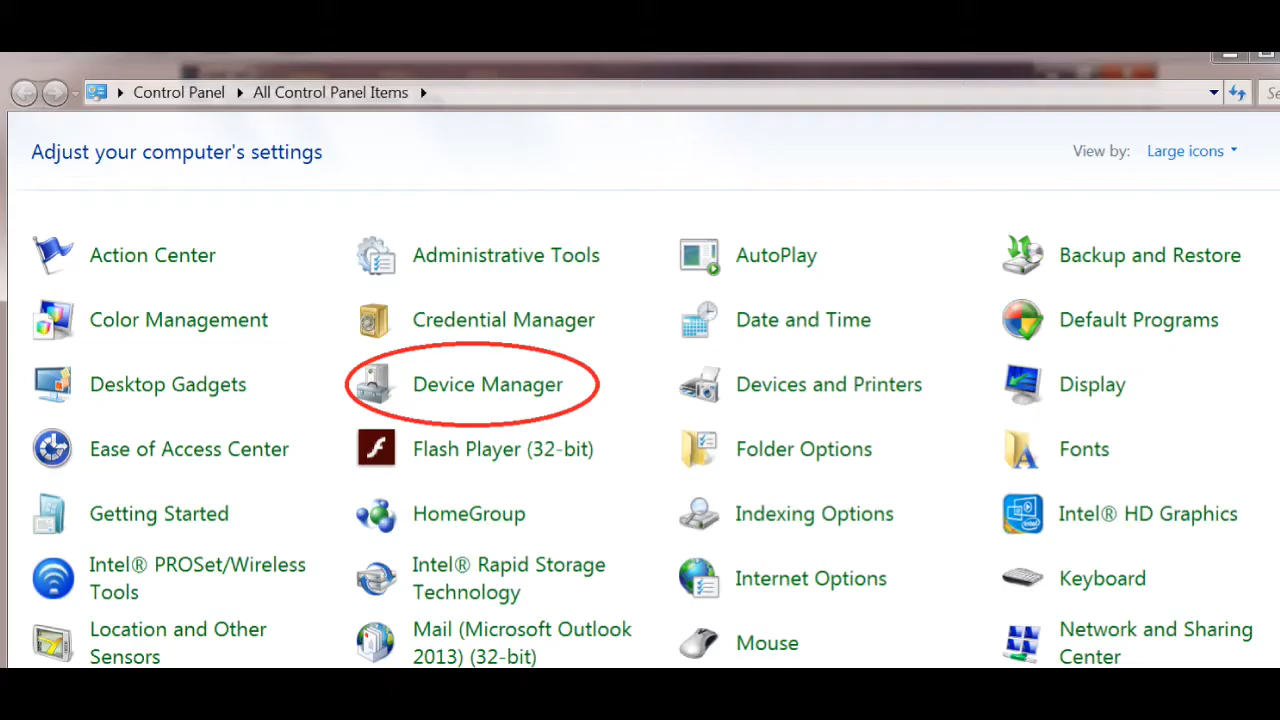 Control Panel All Control Panel Items Se
Adjust your computer's settings
View by: Large icons
Action Center
Administrative Tools
AutoPlay
Backup and Restore
Color Management
Credential Manager
Date and Time
Default Programs
Desktop Gadgets
Device Manager
Devices and Printers
Display
Ease of Access Center
Flash Player (32-bit)
Folder Options
Fonts
Getting Started
HomeGroup
Indexing Options
Intel® HD Graphics
Intel® PROSet/Wireless
Tools
Intel® Rapid Storage
Technology
Internet Options
Keyboard
Location and Other
Sensors
Mail (Microsoft Outlook
2013) (32-bit)
Mouse
Network and Sharing
Center